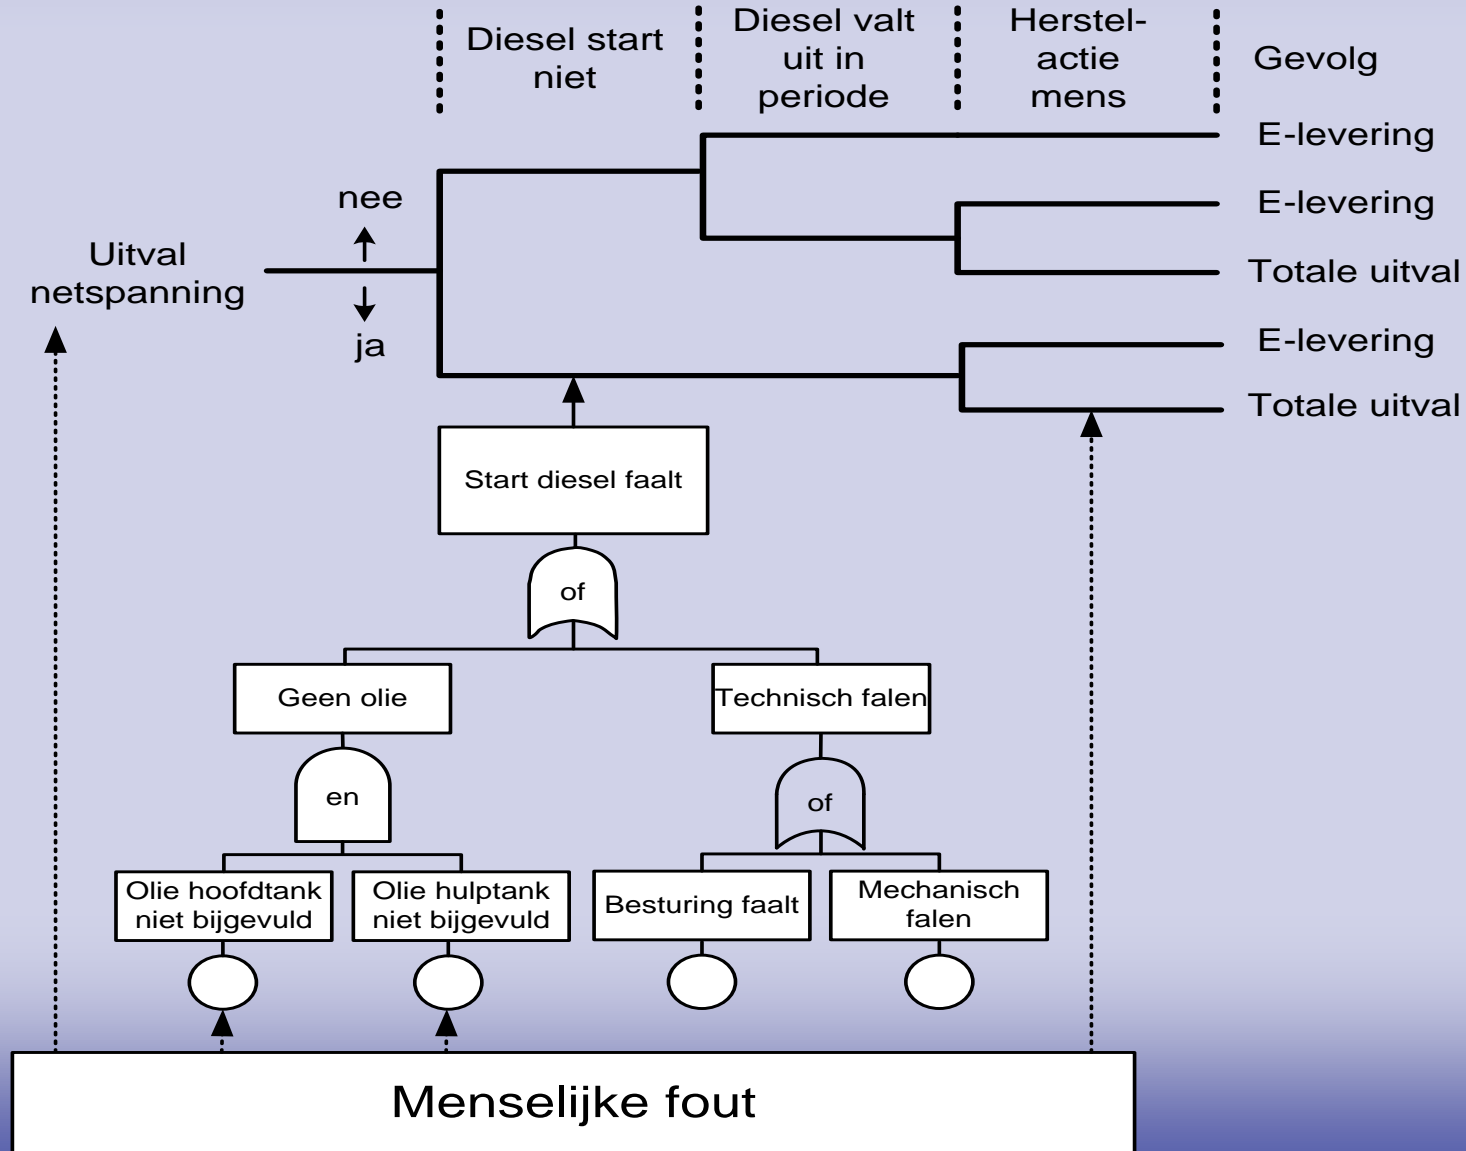 Diesel start
niet
Diesel valt
uit in
periode
Herstel-
actie
mens
Gevolg
E-levering
nee
E-levering
Uitval
netspanning
Totale uitval
ja
E-levering
Totale uitval
Start diesel faalt
of
Geen olie
Technisch falen
en
of
Olie hoofdtank
niet bijgevuld
Olie hulptank
niet bijgevuld
Besturing faalt
Mechanisch
falen
Menselijke fout